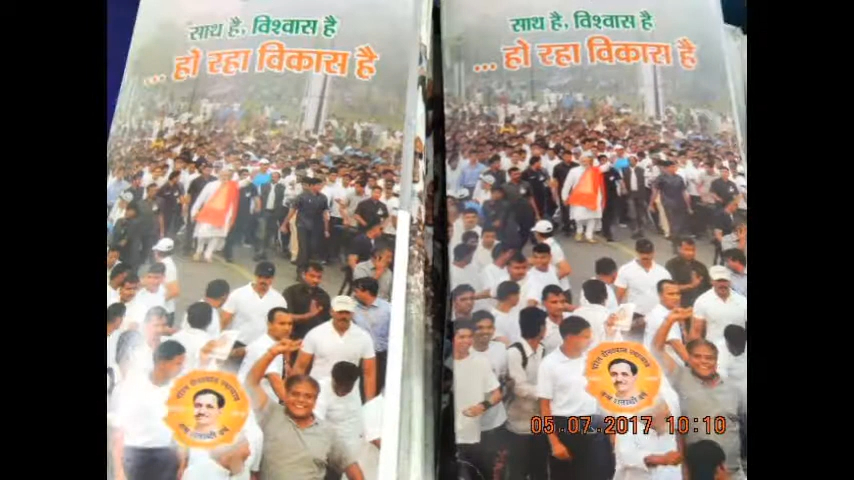 साथ है, विश्वास है
... हो रहा विकास है
साथ है, विश्वास है
... हो रहा विकास है
05.07.2017 10:10